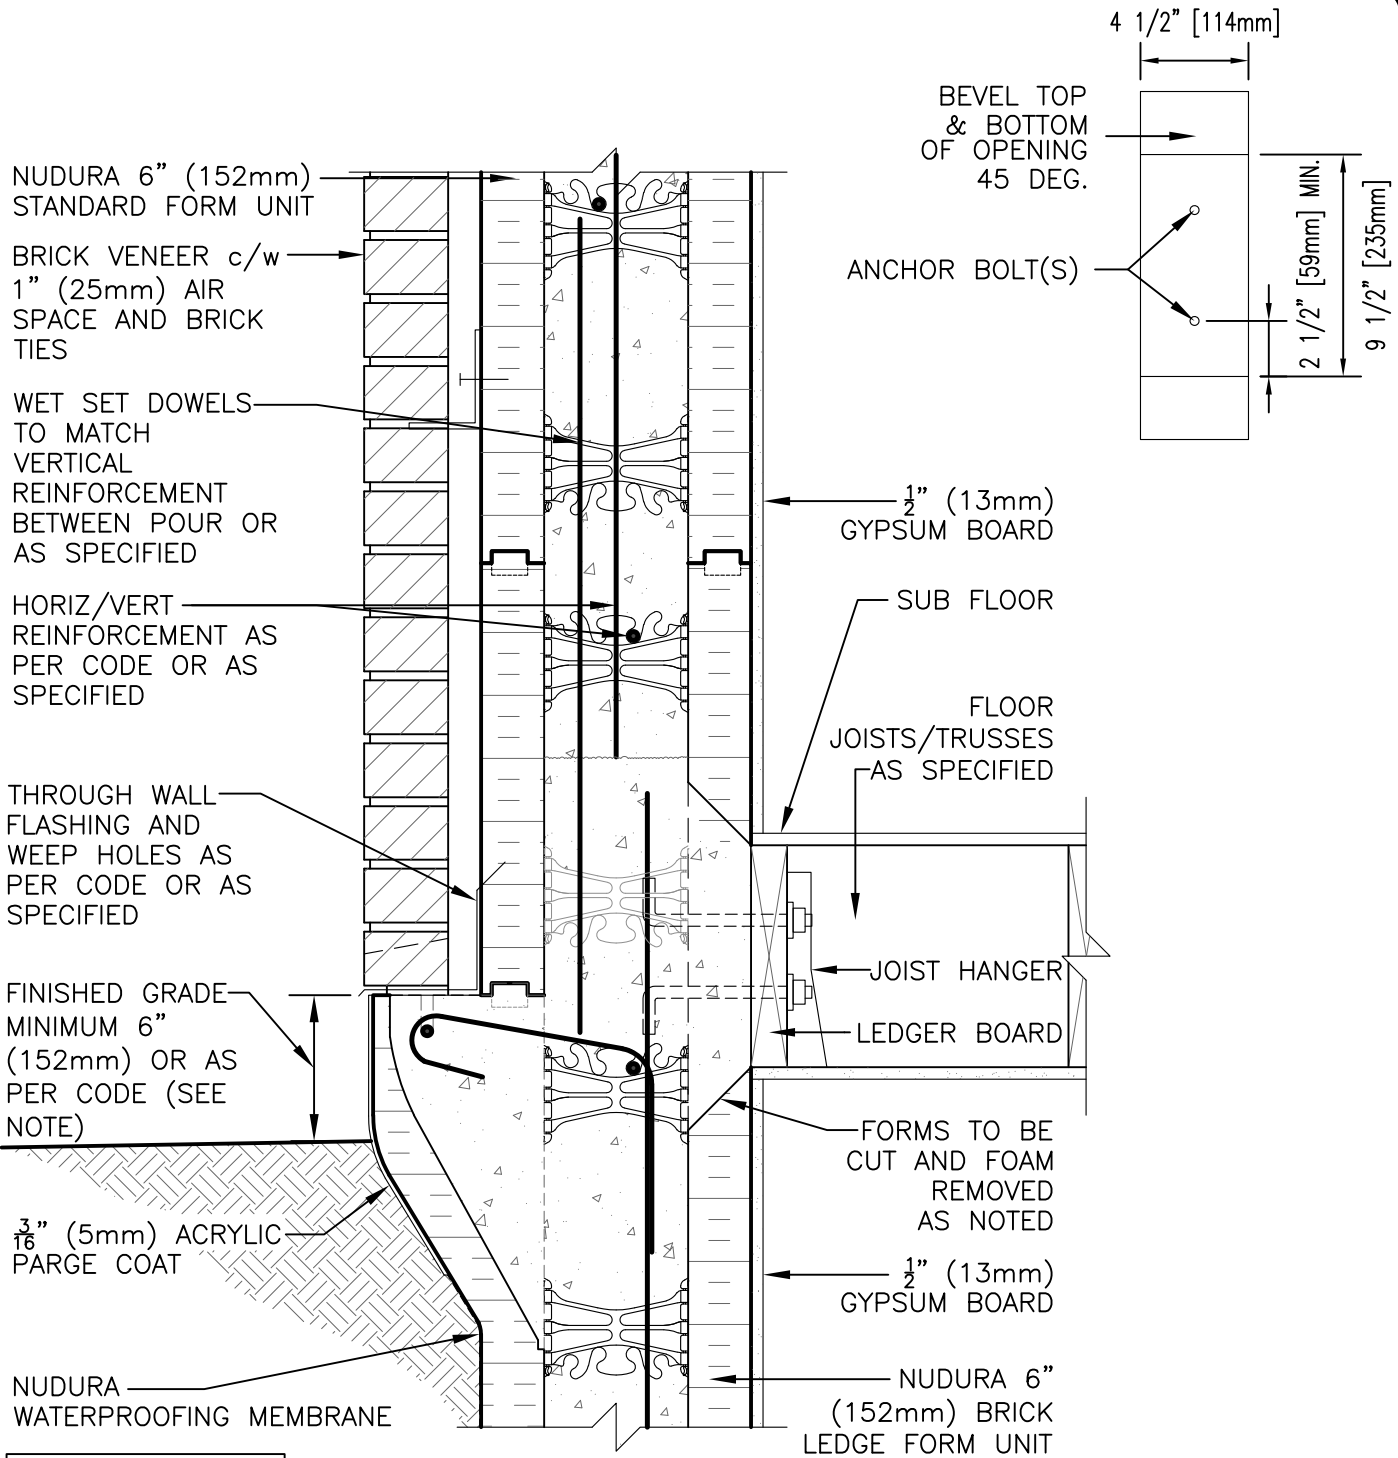 NUDURA 6" (152mm)
STANDARD FORM UNIT
BRICK VENEER c/w
1" (25mm) AIR
SPACE AND BRICK
TIES
WET SET DOWELS
TO MATCH
VERTICAL
REINFORCEMENT
BETWEEN POUR OR
AS SPECIFIED
HORIZ/VERT
REINFORCEMENT AS
PER CODE OR AS
SPECIFIED
THROUGH WALL
FLASHING AND
WEEP HOLES AS
PER CODE OR AS
SPECIFIED
FINISHED GRADE
MINIMUM 6"
(152mm) OR AS
PER CODE (SEE
NOTE)
3/16" (5mm) ACRYLIC
PARGE COAT
NUDURA
WATERPROOFING MEMBRANE
4 1/2" [114mm]
BEVEL TOP
& BOTTOM
OF OPENING
45 DEG.
ANCHOR BOLT(S)
2 1/2" [59mm] MIN.
9 1/2" [235mm]
1/2" (13mm)
GYPSUM BOARD
SUB FLOOR
FLOOR
JOISTS/TRUSSES
AS SPECIFIED
JOIST HANGER
LEDGER BOARD
FORMS TO BE
CUT AND FOAM
REMOVED
AS NOTED
1/2" (13mm)
GYPSUM BOARD
NUDURA 6"
(152mm) BRICK
LEDGE FORM UNIT